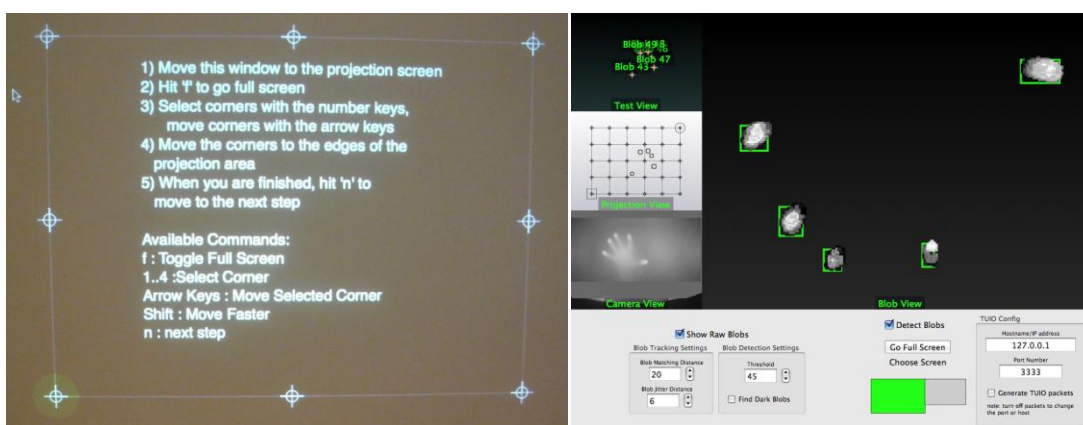 1) Move this window to the projection screen
2) Hit 'f' to go full screen
3) Select corners with the number keys,
move corners with the arrow keys
4) Move the corners to the edges of the
projection area
5) When you are finished, hit 'n' to
move to the next step
Available Commands:
f : Toggle Full Screen
1..4 :Select Corner
Arrow Keys : Move Selected Corner
Shift : Move Faster
n : next step
Blob 47
Blob 43
Test View
Projection View
Camera View
Blob View
Show Raw Blobs
Blob Tracking Settings
Blob Matching Distance
20
Blob Jitter Distance
6
Blob Detection Settings
Threshold
45
Find Dark Blobs
Detect Blobs
Go Full Screen
Choose Screen
TUIO Config
Hostname/IP address
127.0.0.1
Port Number
3333
Generate TUIO packets
note: turn off packets to change
the port or host